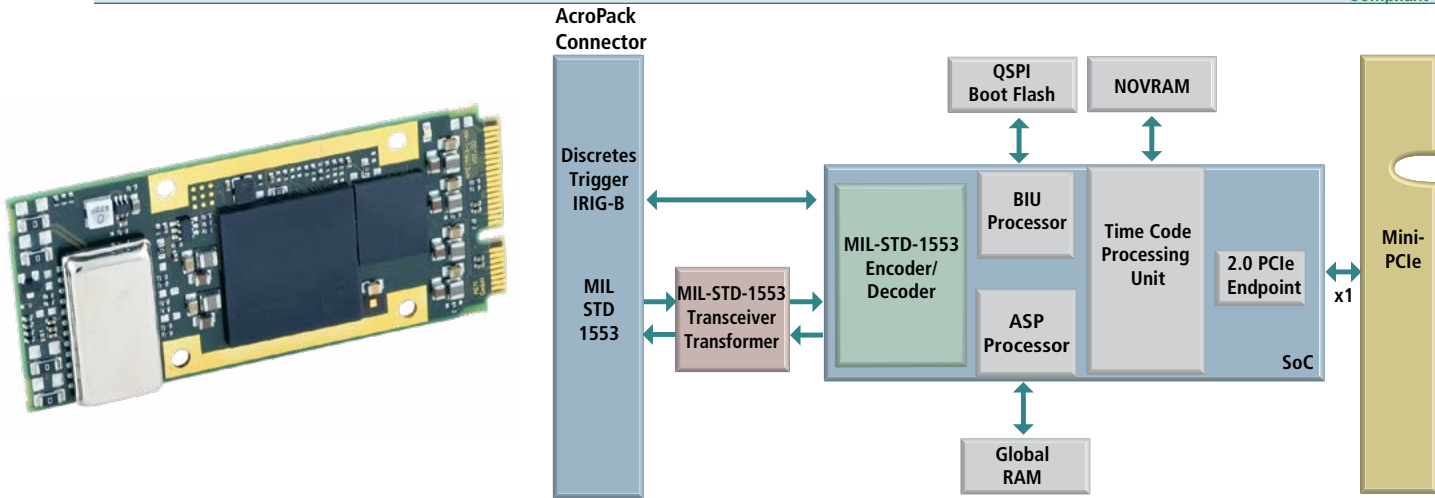 AcroPack
Connector
Discretes
Trigger
IRIG-B
MIL
STD
1553
MIL-STD-1553
Transceiver
Transformer
QSPI
Boot Flash
NOVRAM
MIL-STD-1553
Encoder/
Decoder
BIU
Processor
ASP
Processor
Time Code
Processing
Unit
2.0 PCIe
Endpoint
SoC
Global
RAM
x1
Mini-
PCIe